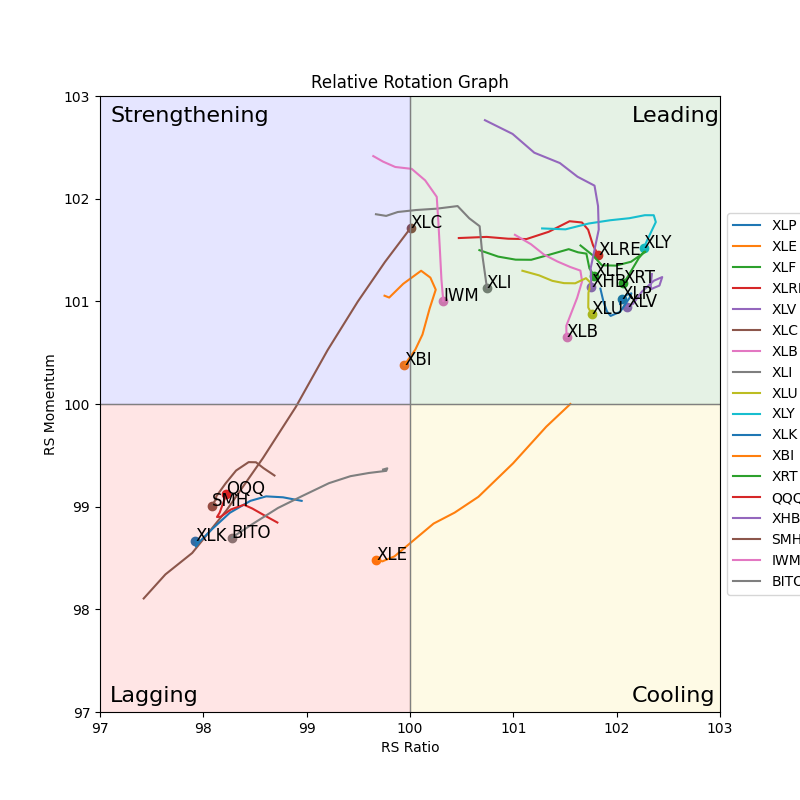 Relative Rotation Graph
103
102
101
100
99
98
97
RS Momentum
Strengthening
Leading
Lagging
Cooling
XLC
XLRE
XLY
XLF
XRT
XHB
XLI
IWM
XLP
XLV
XLU
XLB
XBI
QQQ
SMH
XLK
BITO
XLE
97
98
99
100
101
102
103
RS Ratio
XLP
XLE
XLF
XLR
XLV
XLC
XLB
XLI
XLU
XLY
XLK
XBI
XRT
QQQ
XHB
SMH
IWM
BITO